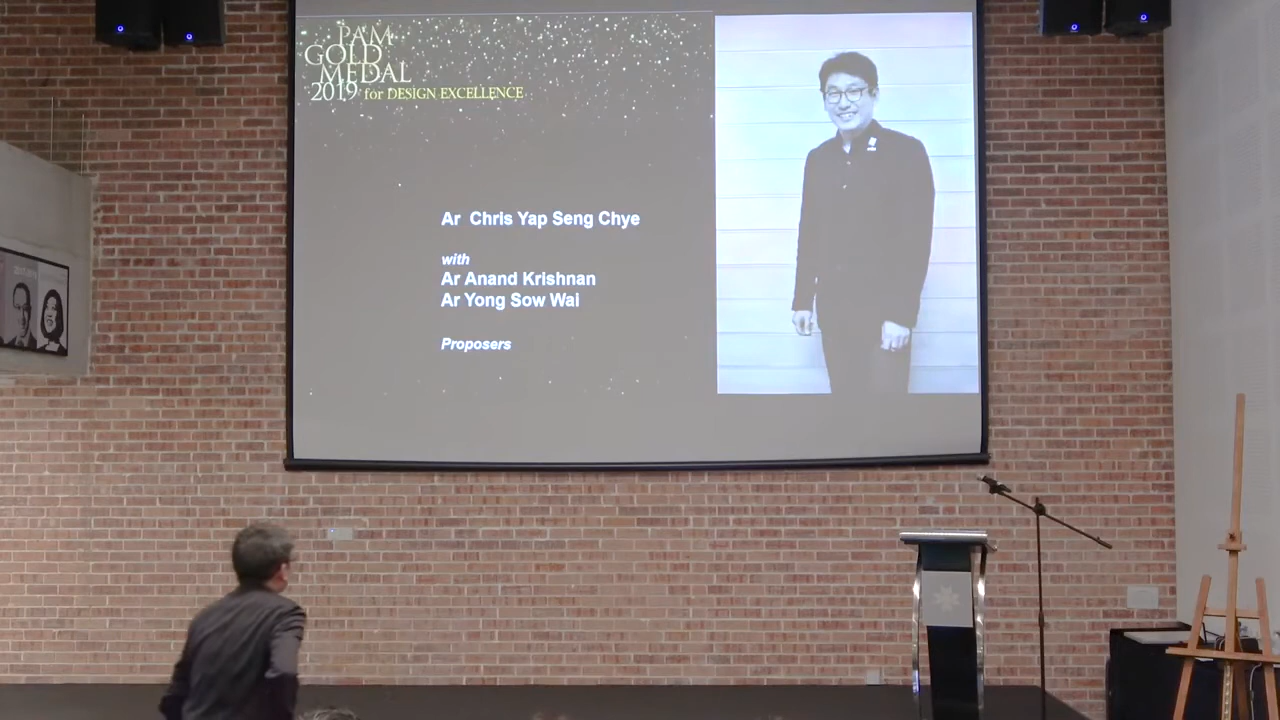 PAM
GOLD
MEDAL
2019 for DESIGN EXCELLENCE
Ar Chris Yap Seng Chye
with
Ar Anand Krishnan
Ar Yong Sow Wai
Proposers